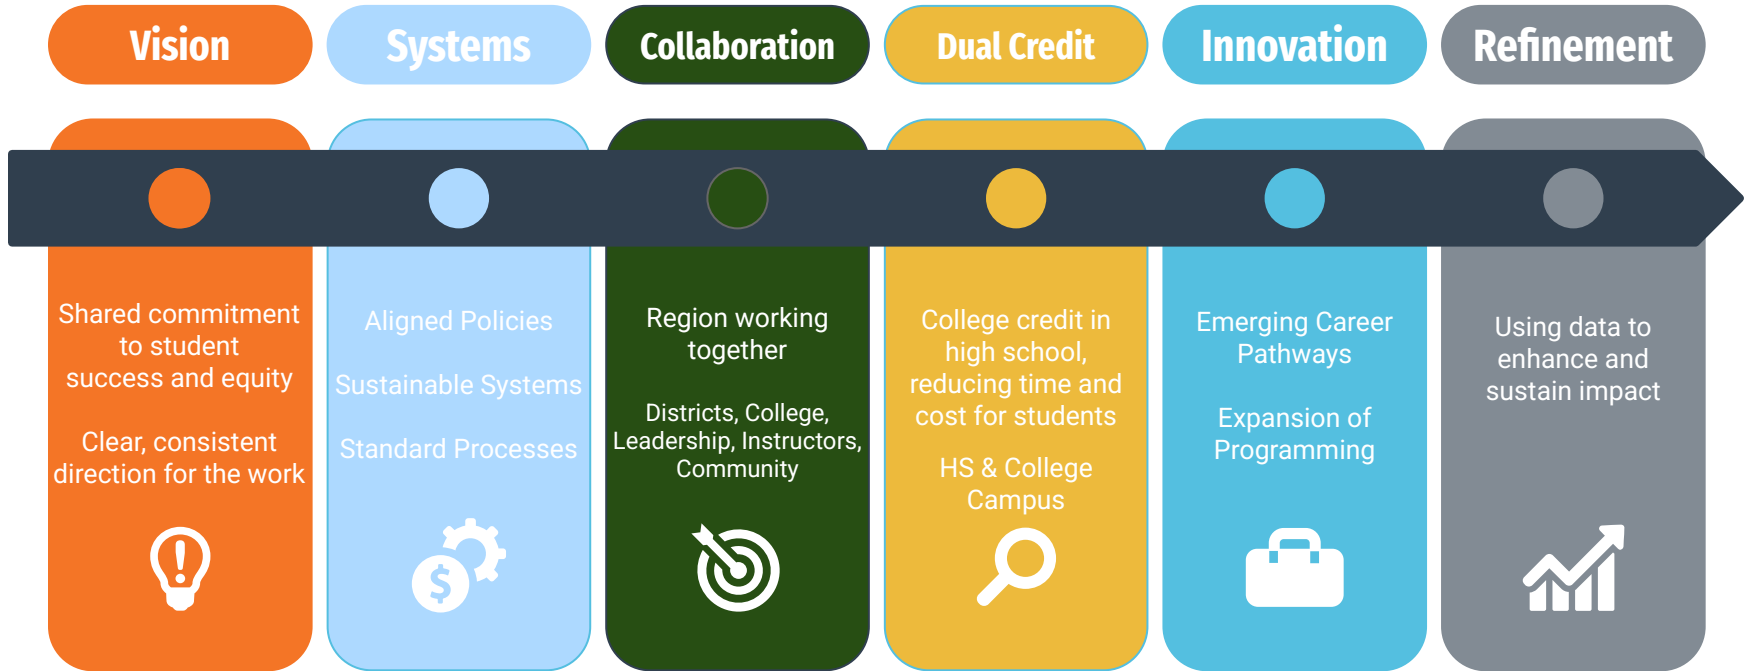 Vision
Systems
Collaboration
Dual Credit
Innovation
Refinement
Shared commitment
to student
success and equity
Clear, consistent
direction for the work
Aligned Policies
Sustainable Systems
Standard Processes
Region working
together
Districts, College,
Leadership, Instructors,
Community
College credit in
high school,
reducing time and
cost for students
HS & College
Campus
Emerging Career
Pathways
Expansion of
Programming
Using data to
enhance and
sustain impact
$